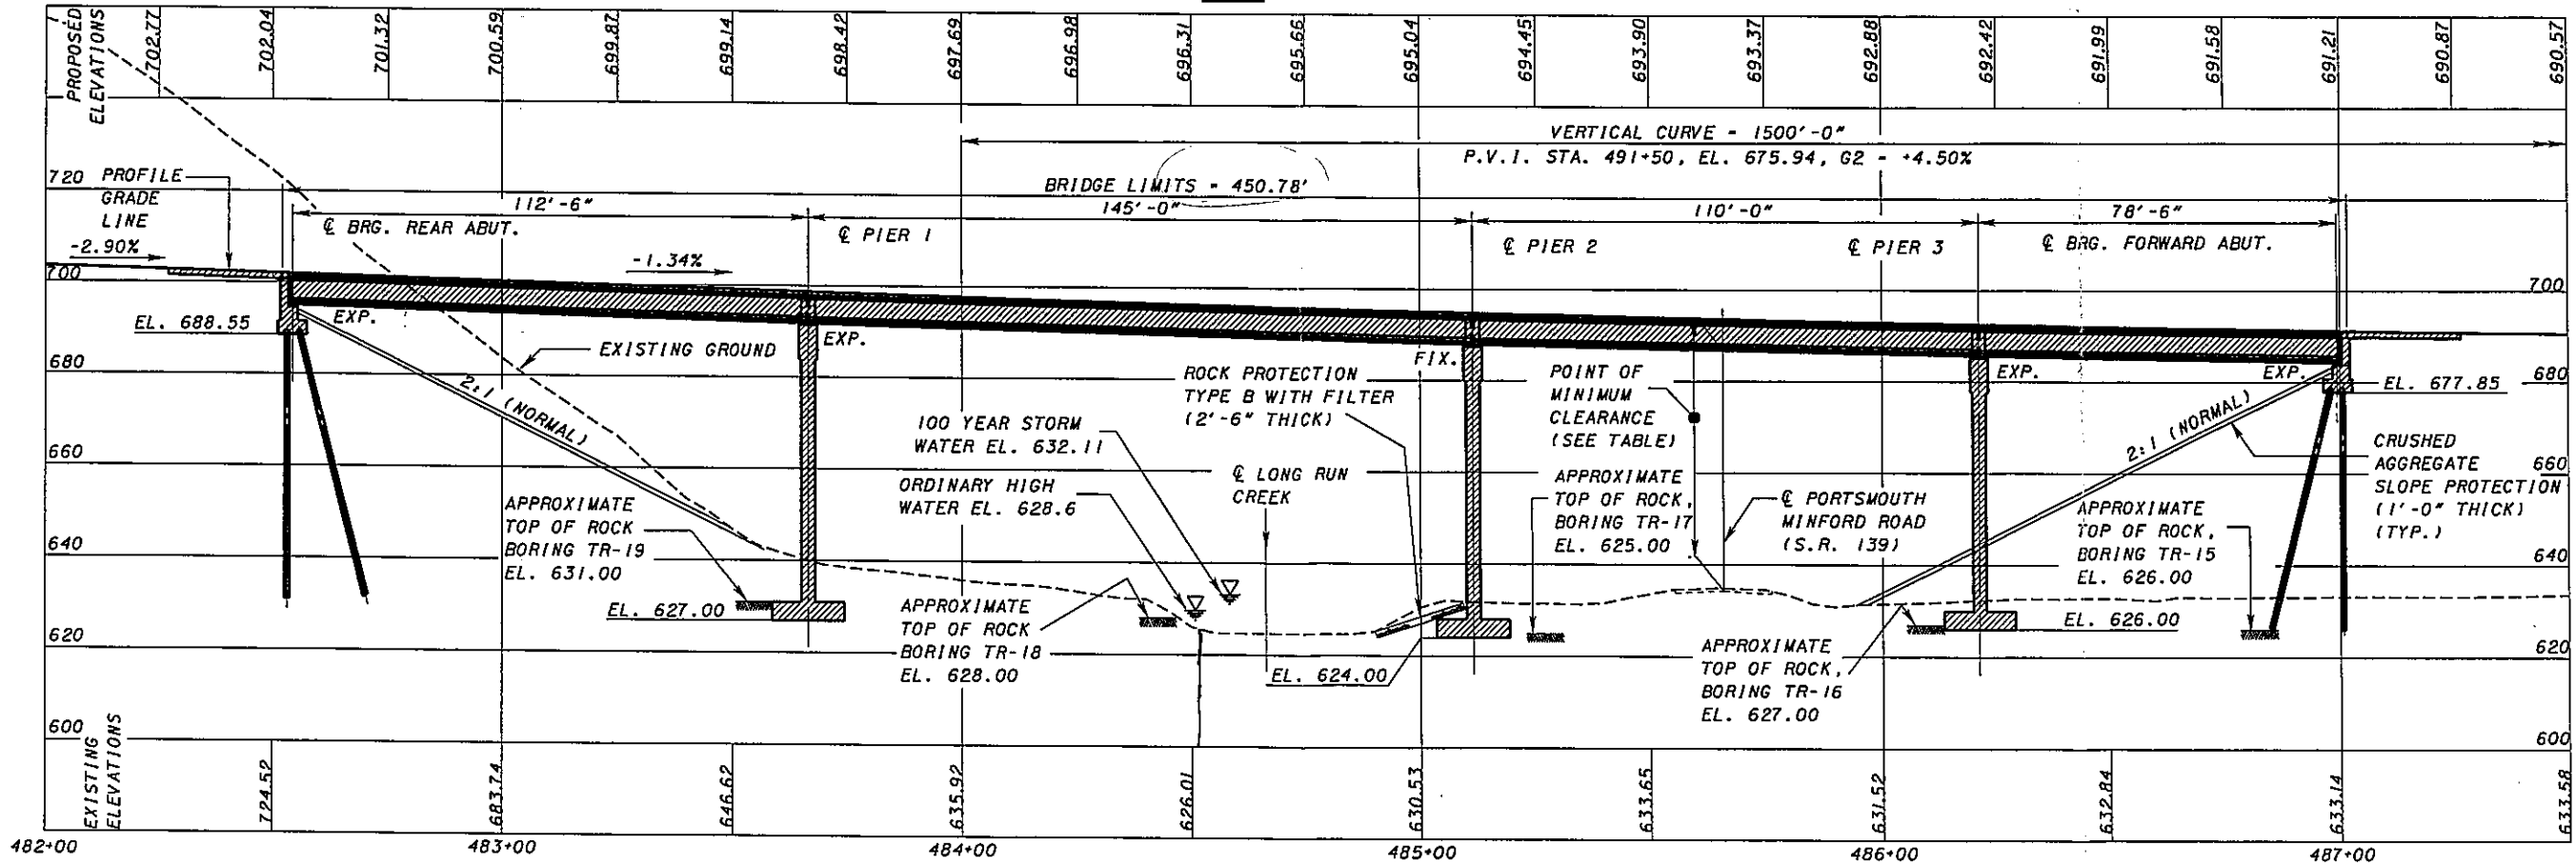 PROPOSED
ELEVATIONS
702.77
702.04
701.32
700.59
699.87
699.14
698.42
697.69
696.98
696.31
695.66
695.04
694.45
693.90
693.37
692.88
692.42
691.99
691.58
691.21
690.87
690.57
VERTICAL CURVE = 1500'-0"
P.V.I. STA. 491+50, EL. 675.94, G2 = +4.50%
BRIDGE LIMITS = 450.78'
720
PROFILE
GRADE
LINE
-2.90%
112'-6"
145'-0"
110'-0"
78'-6"
℄ BRG. REAR ABUT.
℄ PIER 1
℄ PIER 2
℄ PIER 3
℄ BRG. FORWARD ABUT.
700
-1.34%
700
EL. 688.55
EXP.
EXP.
FIX.
EXP.
EXP.
EL. 677.85
680
680
EXISTING GROUND
2:1 (NORMAL)
ROCK PROTECTION
TYPE B WITH FILTER
(2'-6" THICK)
POINT OF
MINIMUM
CLEARANCE
(SEE TABLE)
2:1 (NORMAL)
CRUSHED
AGGREGATE
SLOPE PROTECTION
(1'-0" THICK)
(TYP.)
660
660
100 YEAR STORM
WATER EL. 632.11
ORDINARY HIGH
WATER EL. 628.6
℄ LONG RUN
CREEK
APPROXIMATE
TOP OF ROCK
BORING TR-19
EL. 631.00
APPROXIMATE
TOP OF ROCK,
BORING TR-17
EL. 625.00
℄ PORTSMOUTH
MINFORD ROAD
(S.R. 139)
APPROXIMATE
TOP OF ROCK,
BORING TR-15
EL. 626.00
640
640
EL. 627.00
APPROXIMATE
TOP OF ROCK
BORING TR-18
EL. 628.00
EL. 624.00
APPROXIMATE
TOP OF ROCK,
BORING TR-16
EL. 627.00
EL. 626.00
620
620
600
600
EXISTING
ELEVATIONS
724.52
683.74
646.62
635.92
626.01
630.53
633.65
631.52
632.84
633.14
633.58
482+00
483+00
484+00
485+00
486+00
487+00